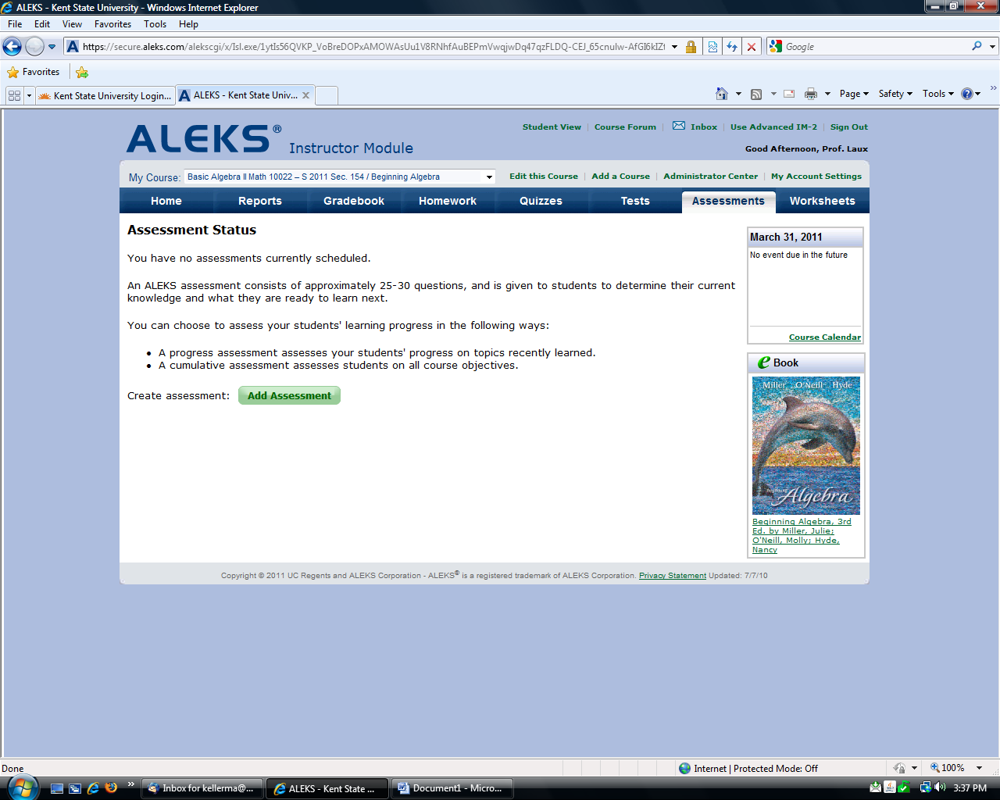 ALEKS - Kent State University - Windows Internet Explorer
File Edit View Favorites Tools Help
Google
Favorites
Kent State University Login... ALEKS - Kent State Univ... Page Safety Tools
ALEKS® Instructor Module
Student View | Course Forum | Inbox | Use Advanced IM-2 | Sign Out
Good Afternoon, Prof. Laux
My Course: Basic Algebra II Math 10022 – S 2011 Sec. 154 / Beginning Algebra
Edit this Course | Add a Course | Administrator Center | My Account Settings
Home Reports Gradebook Homework Quizzes Tests Assessments Worksheets
Assessment Status
You have no assessments currently scheduled.
An ALEKS assessment consists of approximately 25-30 questions, and is given to students to determine their current
knowledge and what they are ready to learn next.
You can choose to assess your students' learning progress in the following ways:
• A progress assessment assesses your students' progress on topics recently learned.
• A cumulative assessment assesses students on all course objectives.
Create assessment: Add Assessment
March 31, 2011
No event due in the future
Course Calendar
e Book
Miller O'Neill Hyde
Beginning
Algebra
Beginning Algebra, 3rd
Ed. by Miller, Julie;
O'Neill, Molly; Hyde,
Nancy
Copyright © 2011 UC Regents and ALEKS Corporation - ALEKS® is a registered trademark of ALEKS Corporation. Privacy Statement Updated: 7/7/10
Done Internet | Protected Mode: Off 100%
Inbox for kellerma@... ALEKS - Kent State ... Document1 - Micro... 3:37 PM